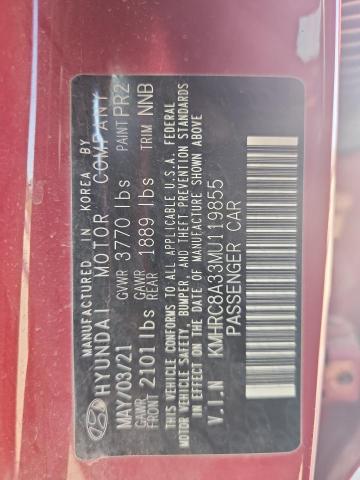 MANUFACTURED IN KOREA BY
HYUNDAI MOTOR COMPANY
MAY/03/21 GVWR 3770 lbs PAINT PR2
GAWR FRONT 2101 lbs GAWR REAR 1889 lbs TRIM NNB
THIS VEHICLE CONFORMS TO ALL APPLICABLE U.S.A. FEDERAL
MOTOR VEHICLE SAFETY, BUMPER, AND THEFT PREVENTION STANDARDS
IN EFFECT ON THE DATE OF MANUFACTURE SHOWN ABOVE
V.I.N KMHRC8A33MU119855
PASSENGER CAR